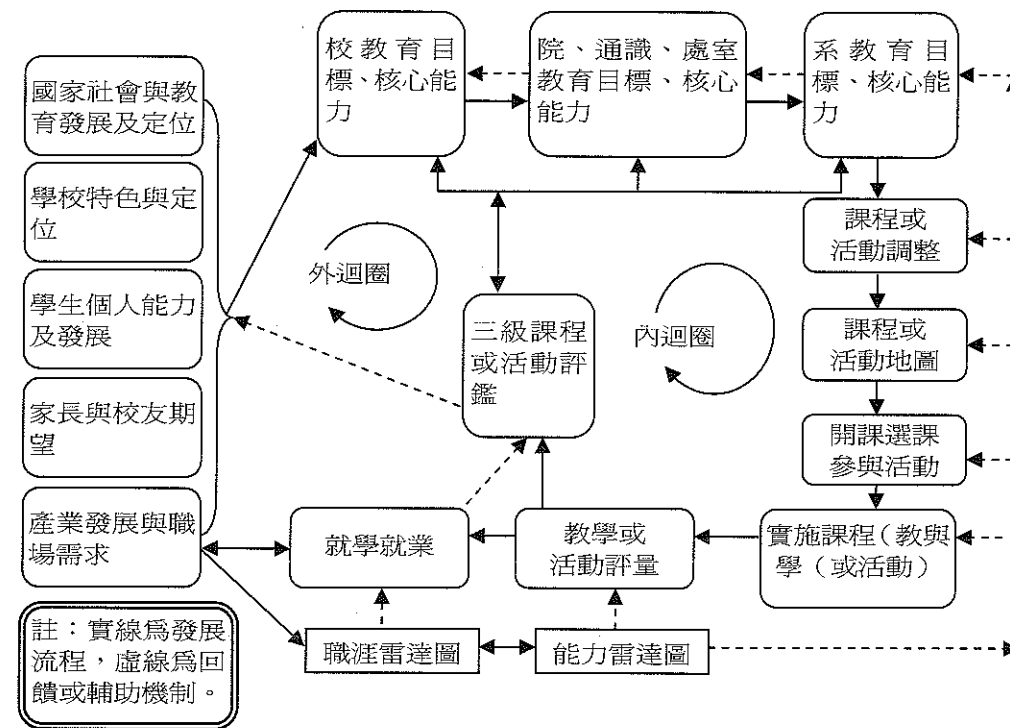 國家社會與教
育發展及定位
學校特色與定
位
學生個人能力
及發展
家長與校友期
望
產業發展與職
場需求
註：實線為發展
流程，虛線為回
饋或輔助機制。
校教育目
標、核心能
力
院、通識、處室
教育目標、核心
能力
系教育目
標、核心能
力
外迴圈
三級課程
或活動評
鑑
內迴圈
課程或
活動調整
課程或
活動地圖
開課選課
參與活動
實施課程（教與
學（或活動）
教學或
活動評量
就學就業
職涯雷達圖
能力雷達圖